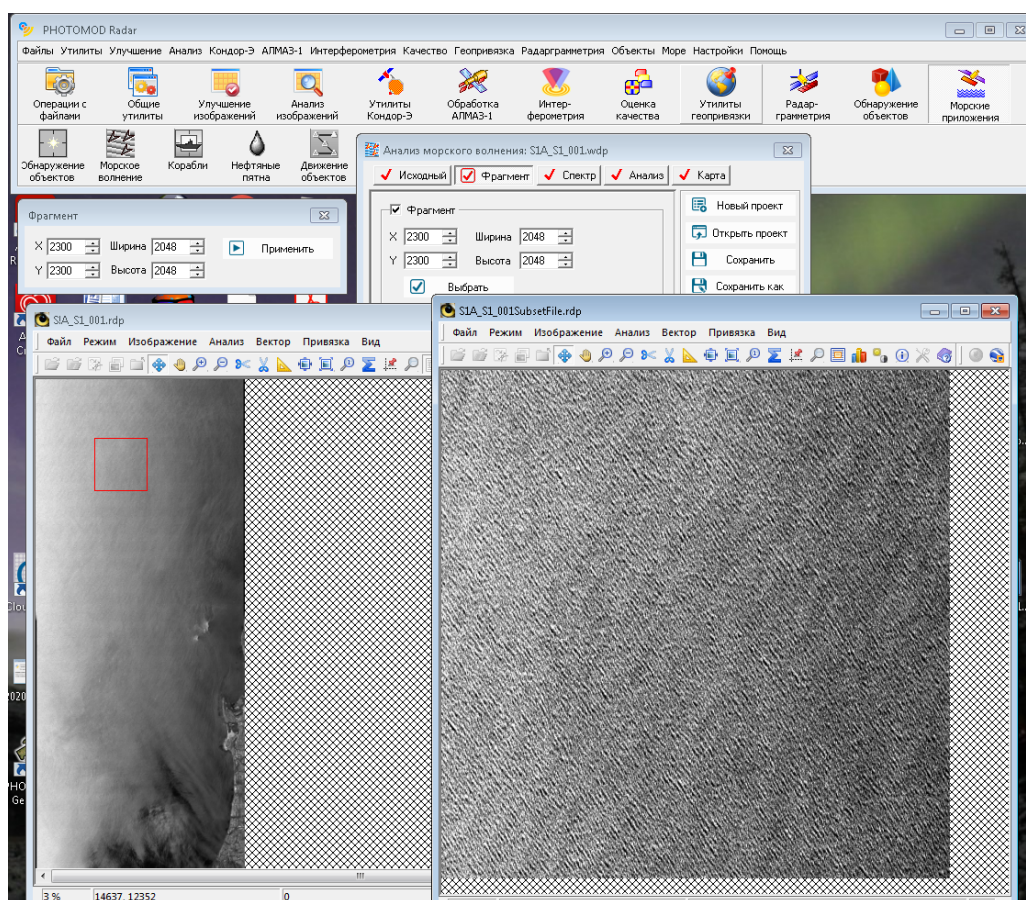 PHOTOMOD Radar
Файлы Утилиты Улучшение Анализ Кондор-Э АЛМАЗ-1 Интерферометрия Качество Геопривязка Радарграмметрия Объекты Море Настройки Помощь
Операции с файлами
Общие утилиты
Улучшение изображений
Анализ изображений
Утилиты Кондор-Э
Обработка АЛМАЗ-1
Интер-ферометрия
Оценка качества
Утилиты геопривязки
Радар-грамметрия
Обнаружение объектов
Морские приложения
Обнаружение объектов
Морское волнение
Корабли
Нефтяные пятна
Движение объектов
Анализ морского волнения: S1A_S1_001.wdp
Исходный Фрагмент Спектр Анализ Карта
Фрагмент
X 2300 Ширина 2048
Y 2300 Высота 2048
Выбрать
Новый проект
Открыть проект
Сохранить
Сохранить как
Фрагмент
X 2300 Ширина 2048
Y 2300 Высота 2048
Применить
S1A_S1_001.rdp
Файл Режим Изображение Анализ Вектор Привязка Вид
3 % 14637, 12352 0
S1A_S1_001SubsetFile.rdp
Файл Режим Изображение Анализ Вектор Привязка Вид